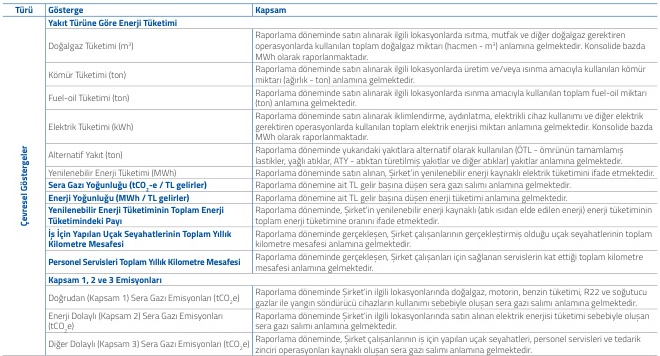 Türü Gösterge Kapsam
Yakıt Türüne Göre Enerji Tüketimi
Doğalgaz Tüketimi (m³)
Raporlama döneminde satın alınarak ilgili lokasyonlarda ısıtma, mutfak ve diğer doğalgaz gerektiren
operasyonlarda kullanılan toplam doğalgaz miktarı (hacmen - m³) anlamına gelmektedir. Konsolide bazda
MWh olarak raporlanmaktadır.
Kömür Tüketimi (ton)
Raporlama döneminde satın alınarak ilgili lokasyonlarda üretim ve/veya ısınma amacıyla kullanılan kömür
miktarı (ağırlık - ton) anlamına gelmektedir.
Fuel-oil Tüketimi (ton)
Raporlama döneminde satın alınarak ilgili lokasyonlarda ısınma amacıyla kullanılan toplam fuel-oil miktarı
(ton) anlamına gelmektedir.
Elektrik Tüketimi (kWh)
Raporlama döneminde satın alınarak iklimlendirme, aydınlatma, elektrikli cihaz kullanımı ve diğer elektrik
gerektiren operasyonlarda kullanılan toplam elektrik enerjisi miktarı anlamına gelmektedir. Konsolide bazda
MWh olarak raporlanmaktadır.
Alternatif Yakıt (ton)
Raporlama döneminde yukarıdaki yakıtlara alternatif olarak kullanılan (ÖTL - ömrünün tamamlamış
lastikler, yağlı atıklar, ATY - atıktan türetilmiş yakıtlar ve diğer atıklar) yakıtlar anlamına gelmektedir.
Yenilenebilir Enerji Tüketimi (MWh) Raporlama döneminde satın alınan, Şirket'in yenilenebilir enerji kaynaklı elektrik tüketimini ifade etmektedir.
Sera Gazı Yoğunluğu (tCO₂-e / TL gelirler) Raporlama dönemine ait TL gelir başına düşen sera gazı salımı anlamına gelmektedir.
Enerji Yoğunluğu (MWh / TL gelirler) Raporlama dönemine ait TL gelir başına düşen enerji tüketimi anlamına gelmektedir.
Yenilenebilir Enerji Tüketiminin Toplam Enerji
Tüketimindeki Payı
Raporlama döneminde, Şirket'in yenilenebilir enerji kaynaklı (atık ısıdan elde edilen enerji) enerji tüketiminin
toplam enerji tüketimine oranını ifade etmektedir.
İş İçin Yapılan Uçak Seyahatlerinin Toplam Yıllık
Kilometre Mesafesi
Raporlama döneminde gerçekleşen, Şirket çalışanlarının gerçekleştirmiş olduğu uçak seyahatlerinin toplam
kilometre mesafesi anlamına gelmektedir.
Personel Servisleri Toplam Yıllık Kilometre Mesafesi
Raporlama döneminde gerçekleşen, Şirket çalışanları için sağlanan servislerin kat ettiği toplam kilometre
mesafesi anlamına gelmektedir.
Çevresel Göstergeler
Kapsam 1, 2 ve 3 Emisyonları
Doğrudan (Kapsam 1) Sera Gazı Emisyonları (tCO₂e)
Raporlama döneminde Şirket'in ilgili lokasyonlarında doğalgaz, motorin, benzin tüketimi, R22 ve soğutucu
gazlar ile yangın söndürücü cihazların kullanımı sebebiyle oluşan sera gazı salımı anlamına gelmektedir.
Enerji Dolaylı (Kapsam 2) Sera Gazı Emisyonları
(tCO₂e)
Raporlama döneminde Şirket'in ilgili lokasyonlarında satın alınan elektrik enerjisi tüketimi sebebiyle oluşan
sera gazı salımı anlamına gelmektedir.
Diğer Dolaylı (Kapsam 3) Sera Gazı Emisyonları (tCO₂e)
Raporlama döneminde, Şirket çalışanlarının iş için yapılan uçak seyahatleri, personel servisleri ve tedarik
zinciri operasyonları kaynaklı oluşan sera gazı salımı anlamına gelmektedir.